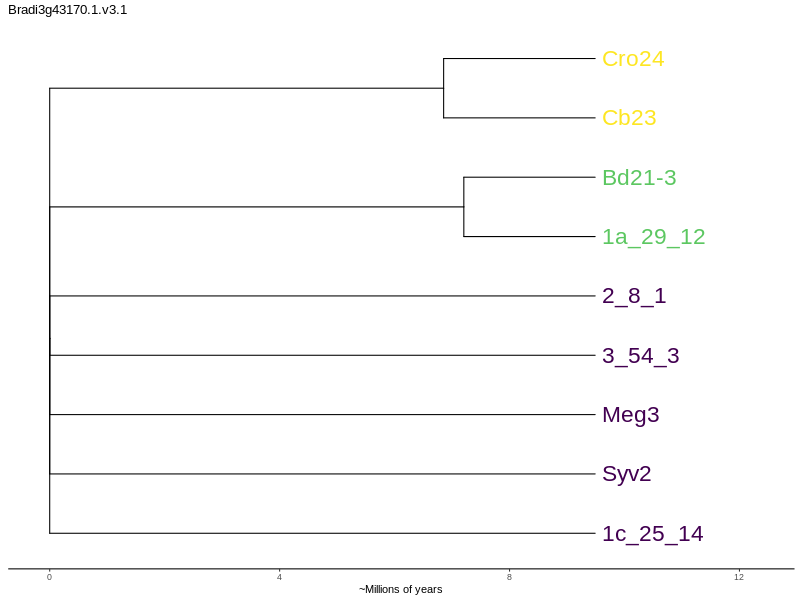 Bradi3g43170.1.v3.1
Cro24
Cb23
Bd21-3
1a_29_12
2_8_1
3_54_3
Meg3
Syv2
1c_25_14
0 4 8 12
~Millions of years